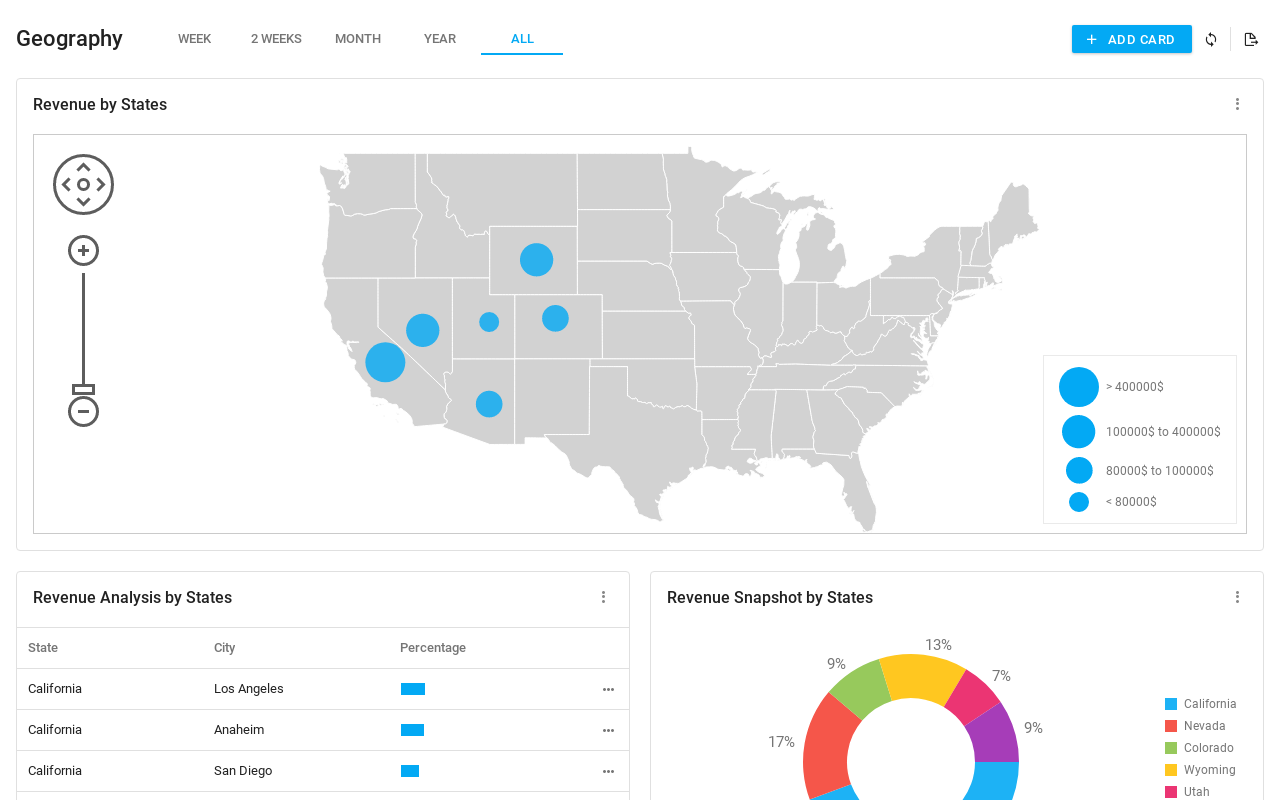 Geography
WEEK
2 WEEKS
MONTH
YEAR
ALL
ADD CARD
Revenue by States
> 400000$
100000$ to 400000$
80000$ to 100000$
< 80000$
Revenue Analysis by States
State City Percentage
California Los Angeles
California Anaheim
California San Diego
Revenue Snapshot by States
13%
9%
7%
9%
17%
California
Nevada
Colorado
Wyoming
Utah